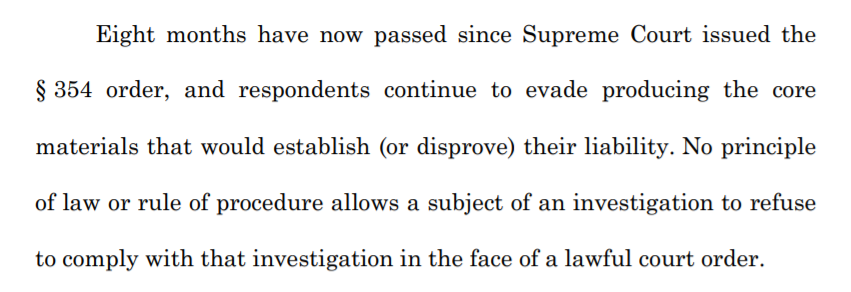 Eight months have now passed since Supreme Court issued the
§ 354 order, and respondents continue to evade producing the core
materials that would establish (or disprove) their liability. No principle
of law or rule of procedure allows a subject of an investigation to refuse
to comply with that investigation in the face of a lawful court order.